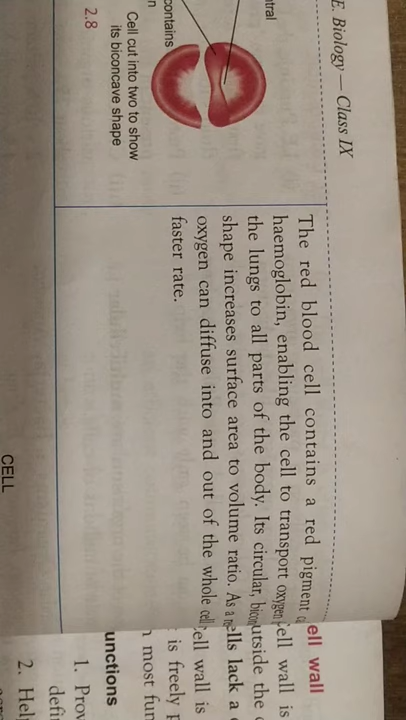 E. Biology — Class IX
tral
contains
n
Cell cut into two to show
its biconcave shape
2.8
The red blood cell contains a red pigment
haemoglobin, enabling the cell to transport oxygen
the lungs to all parts of the body. Its circular,
shape increases surface area to volume ratio. As a
oxygen can diffuse into and out of the whole cell
faster rate.
CELL
ell wall
ell wall is
utside the
ells lack a
ell wall is
is freely
most fun
unctions
1. Prov
defi
2. Hel